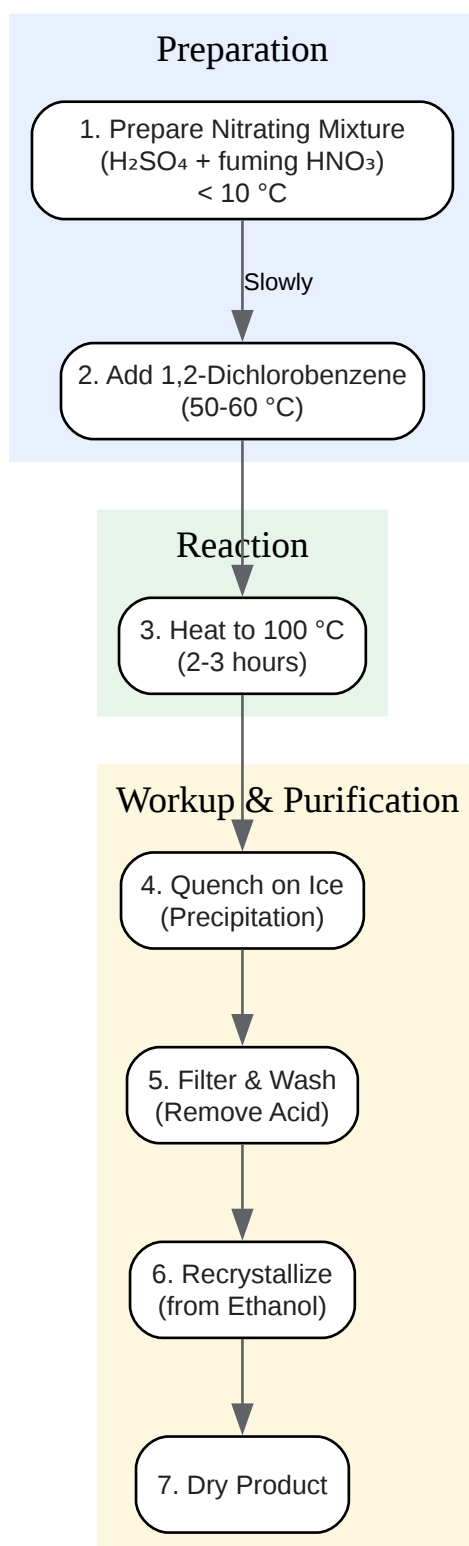 Preparation
1. Prepare Nitrating Mixture
(H₂SO₄ + fuming HNO₃)
< 10 °C
Slowly
2. Add 1,2-Dichlorobenzene
(50-60 °C)
Reaction
3. Heat to 100 °C
(2-3 hours)
Workup & Purification
4. Quench on Ice
(Precipitation)
5. Filter & Wash
(Remove Acid)
6. Recrystallize
(from Ethanol)
7. Dry Product